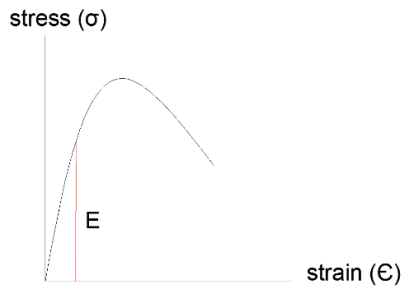 stress (σ)
E
strain (Є)